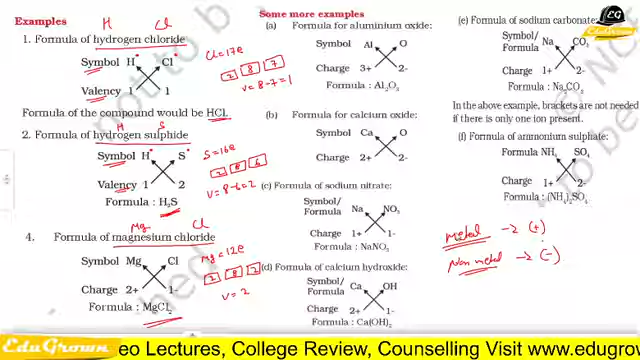 Examples
H Cl
1. Formula of hydrogen chloride
Symbol H Cl
Valency 1 1
Cl=17e
2 8 7
V=8-7=1
Formula of the compound would be HCL
H S
2. Formula of hydrogen sulphide
Symbol H S
Valency 1 2
Formula : H₂S
S=16e
2 8 6
V=8-6=2
Mg Cl
4. Formula of magnesium chloride
Symbol Mg Cl
Charge 2+ 1-
Formula : MgCl₂
Mg=12e
2 8 2
V=2
Some more examples
(a) Formula for aluminium oxide:
Symbol Al O
Charge 3+ 2-
Formula : Al₂O₃
(b) Formula for calcium oxide:
Symbol Ca O
Charge 2+ 2-
(c) Formula of sodium nitrate:
Symbol/
Formula Na NO₃
Charge 1+ 1-
Formula : NaNO₃
(d) Formula of calcium hydroxide:
Symbol/
Formula Ca OH
Charge 2+ 1-
Formula : Ca(OH)₂
(e) Formula of sodium carbonate:
Symbol/
Formula Na CO₃
Charge 1+ 2-
Formula : Na₂CO₃
In the above example, brackets are not needed
if there is only one ion present.
(f) Formula of ammonium sulphate:
Formula NH₄ SO₄
Charge 1+ 2-
Formula : (NH₄)₂SO₄
Metal → (+)
Non metal → (-)
EduGrown
EduGrown
eo Lectures, College Review, Counselling Visit www.edugrown